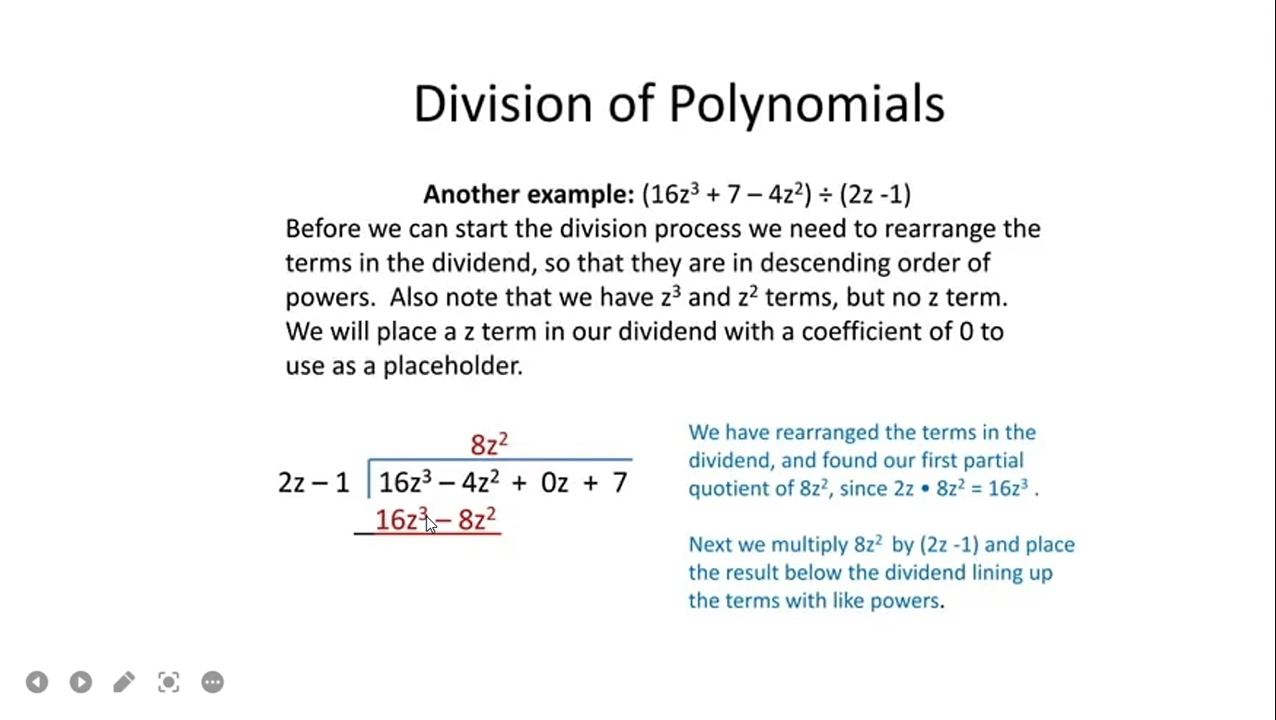 Division of Polynomials
Another example: (16z³ + 7 – 4z²) ÷ (2z -1)
Before we can start the division process we need to rearrange the
terms in the dividend, so that they are in descending order of
powers.  Also note that we have z³ and z² terms, but no z term.
We will place a z term in our dividend with a coefficient of 0 to
use as a placeholder.
8z²
2z – 1 16z³ – 4z² + 0z + 7
16z³ – 8z²
We have rearranged the terms in the
dividend, and found our first partial
quotient of 8z², since 2z • 8z² = 16z³ .
Next we multiply 8z² by (2z -1) and place
the result below the dividend lining up
the terms with like powers.